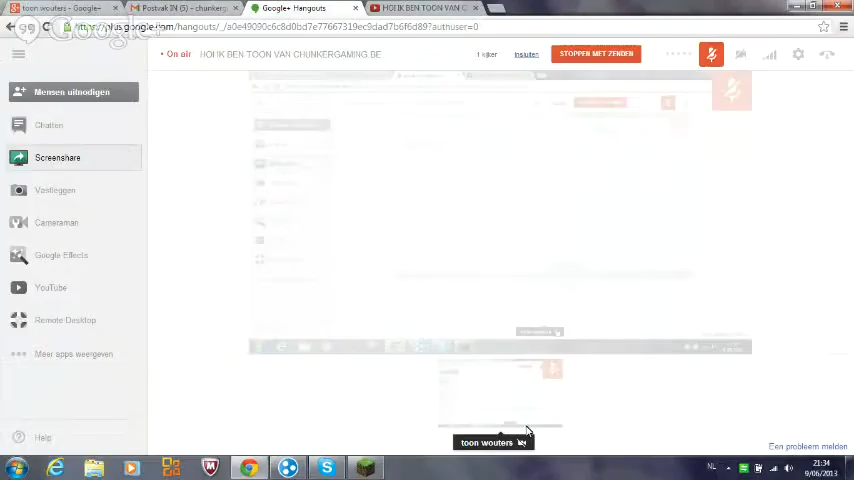 toon wouters - Google+
Postvak IN (5) - chunkerg
Google+ Hangouts
HOI IK BEN TOON VAN C
https://plus.google.com/hangouts/_/a0e49090c6c8d0bd7e77667319ec9dad7b6f6d89?authuser=0
Google+
On air
HOI IK BEN TOON VAN CHUNKERGAMING.BE
1 kijker
Insluiten
STOPPEN MET ZENDEN
Mensen uitnodigen
Chatten
Screenshare
Vastleggen
Cameraman
Google Effects
YouTube
Remote Desktop
Meer apps weergeven
Help
toon wouters
Een probleem melden
NL
21:34
9/06/2013